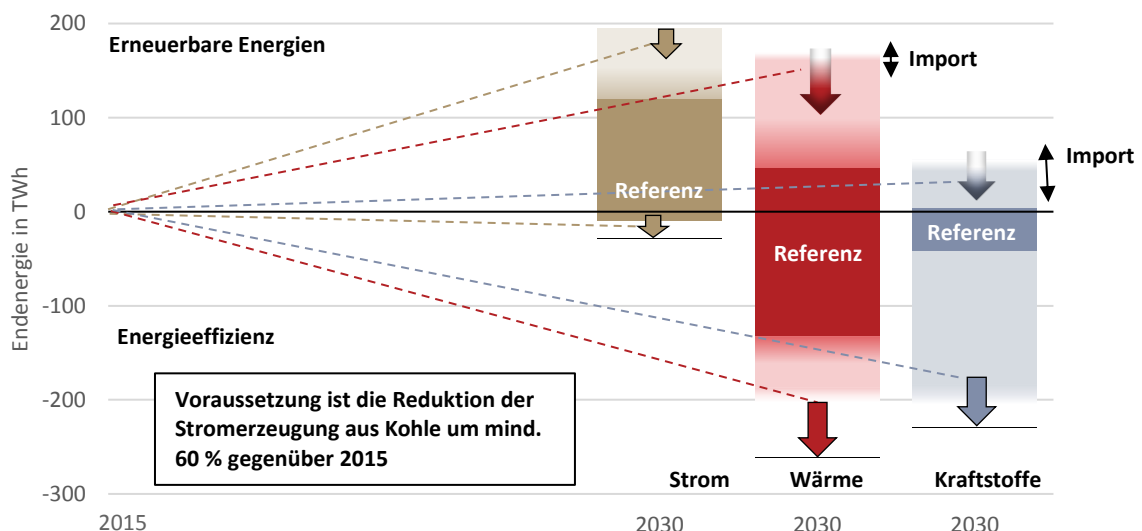 200
Erneuerbare Energien
Import
100
Import
Referenz
0
Referenz
Referenz
Endenergie in TWh
-100
Energieeffizienz
-200
Voraussetzung ist die Reduktion der
Stromerzeugung aus Kohle um mind.
60 % gegenüber 2015
Strom Wärme Kraftstoffe
-300
2015 2030 2030 2030